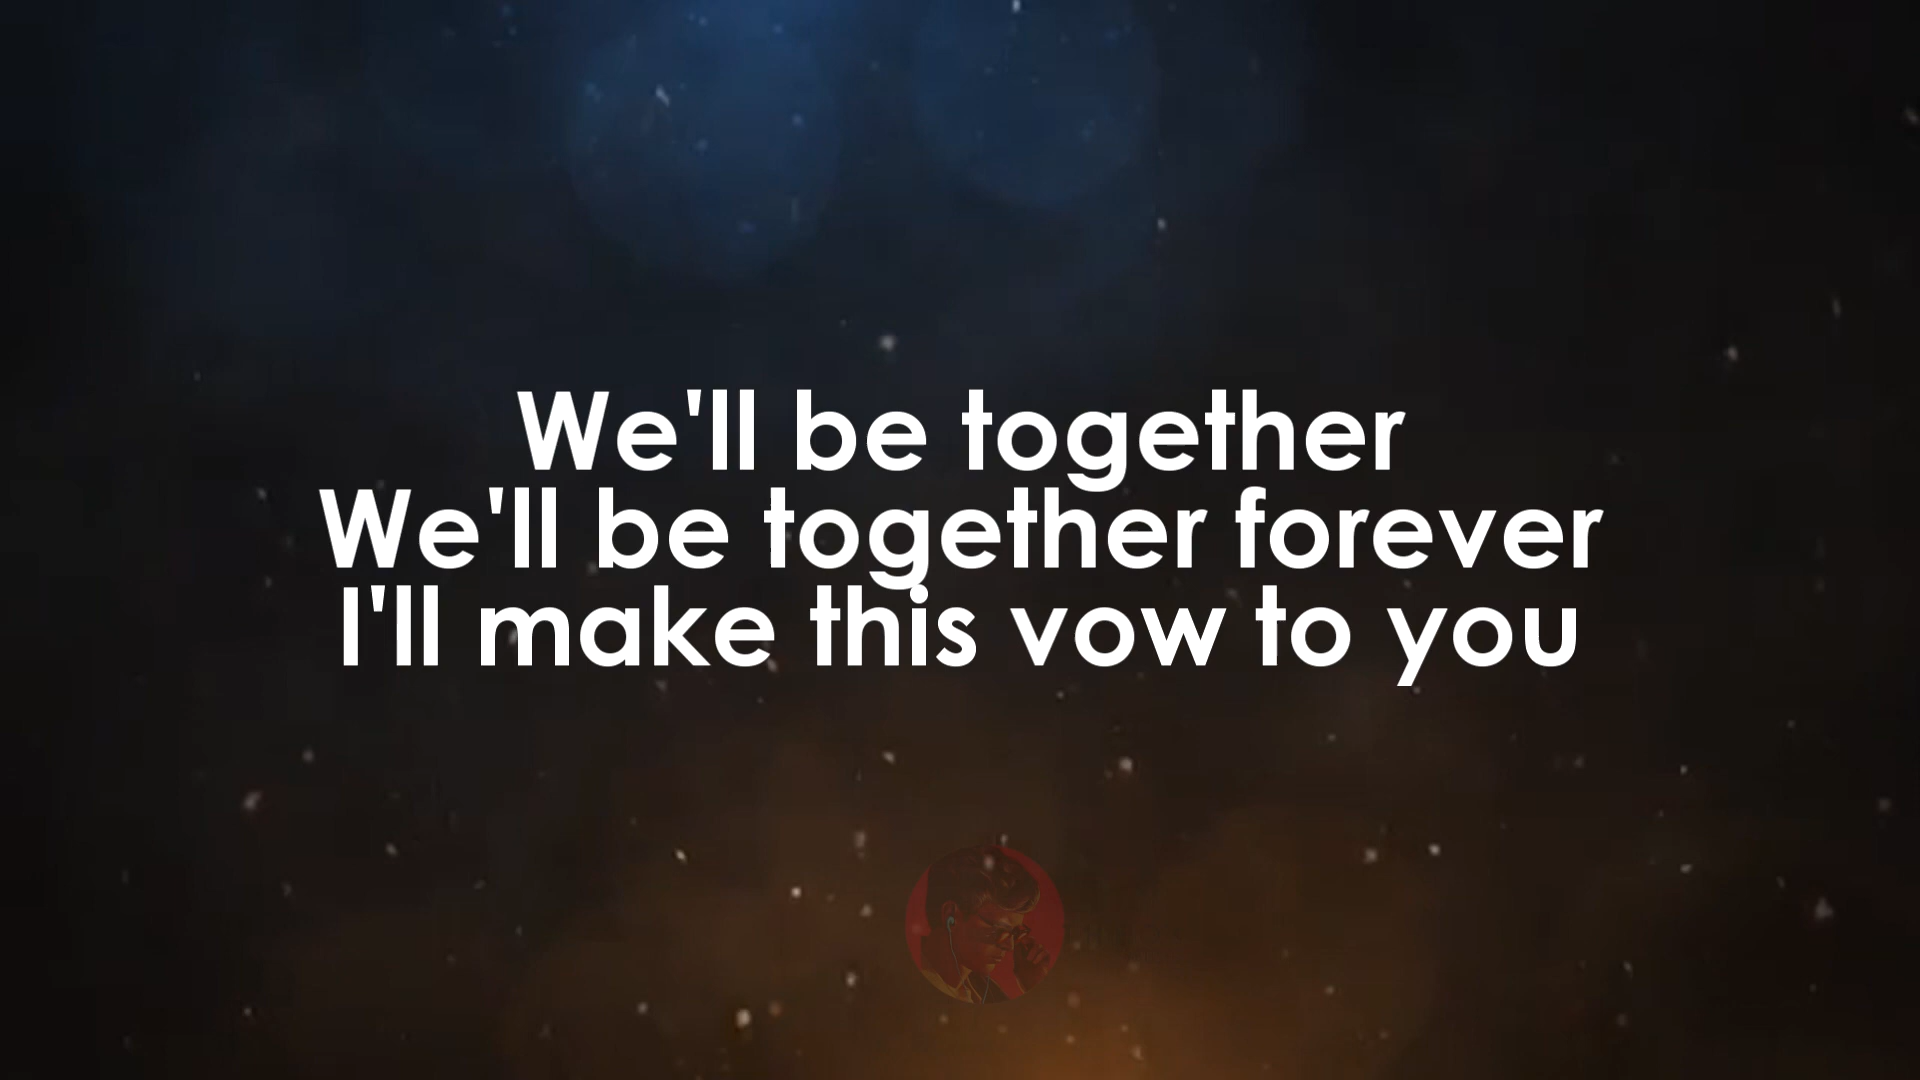 We'll be together
We'll be together forever
I'll make this vow to you